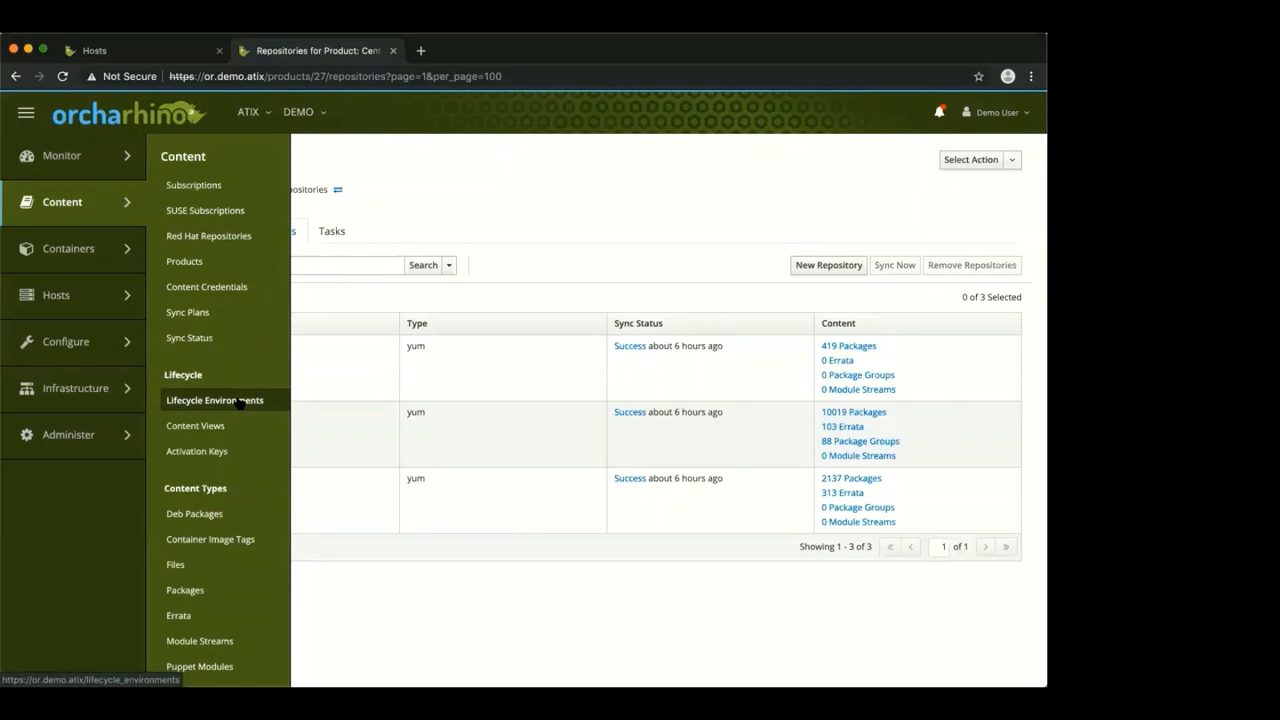 Hosts
Repositories for Product: Cent
Not Secure https://or.demo.atix/products/27/repositories?page=1&per_page=100
orcharhino ATIX DEMO Demo User
Monitor
Content
Containers
Hosts
Configure
Infrastructure
Administer
Content
Subscriptions
SUSE Subscriptions
Red Hat Repositories
Products
Content Credentials
Sync Plans
Sync Status
Lifecycle
Lifecycle Environments
Content Views
Activation Keys
Content Types
Deb Packages
Container Image Tags
Files
Packages
Errata
Module Streams
Puppet Modules
Select Action
ositories
s Tasks
Search New Repository Sync Now Remove Repositories
0 of 3 Selected
Type Sync Status Content
yum Success about 6 hours ago 419 Packages
0 Errata
0 Package Groups
0 Module Streams
yum Success about 6 hours ago 10019 Packages
103 Errata
88 Package Groups
0 Module Streams
yum Success about 6 hours ago 2137 Packages
313 Errata
0 Package Groups
0 Module Streams
Showing 1 - 3 of 3 « ‹ 1 of 1 › »
https://or.demo.atix/lifecycle_environments